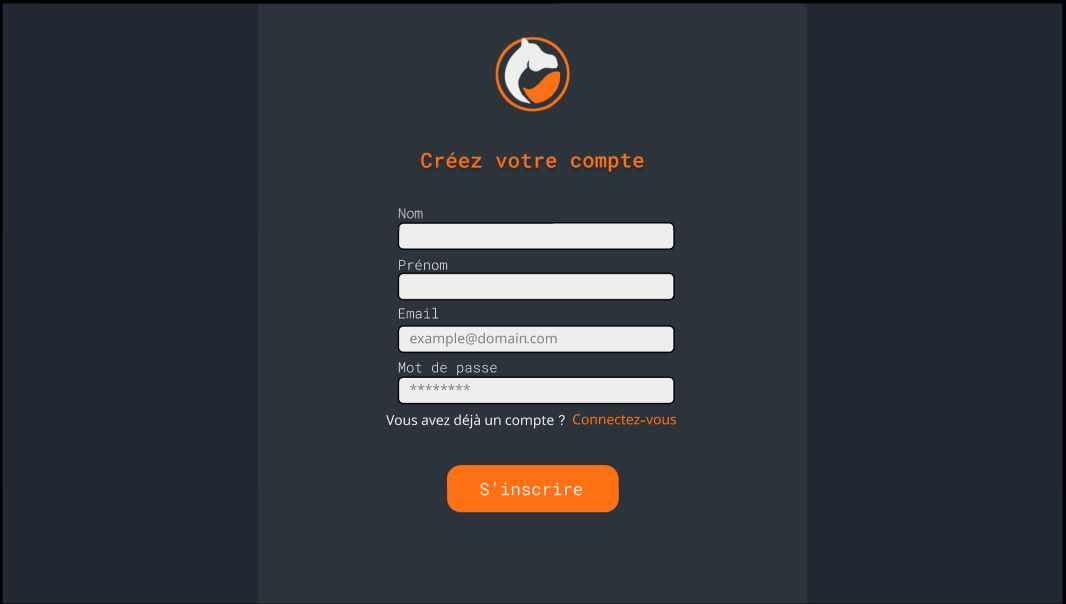 Créez votre compte
Nom
Prénom
Email
example@domain.com
Mot de passe
********
Vous avez déjà un compte ? Connectez-vous
S'inscrire